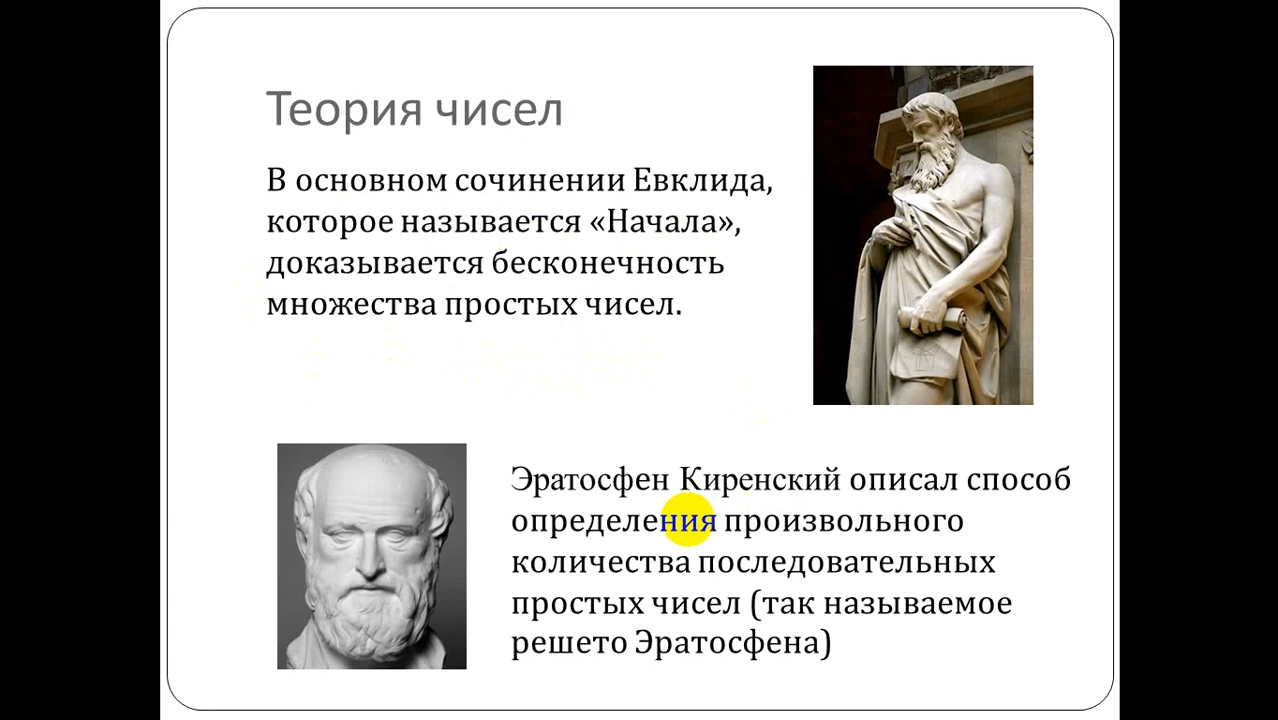 Теория чисел
В основном сочинении Евклида,
которое называется «Начала»,
доказывается бесконечность
множества простых чисел.
Эратосфен Киренский описал способ
определения произвольного
количества последовательных
простых чисел (так называемое
решето Эратосфена)